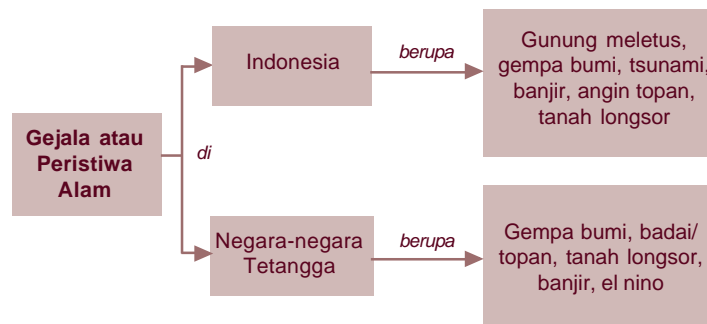 Gejala atau
Peristiwa
Alam
di
Indonesia
berupa
Gunung meletus,
gempa bumi, tsunami,
banjir, angin topan,
tanah longsor
Negara-negara
Tetangga
berupa
Gempa bumi, badai/
topan, tanah longsor,
banjir, el nino